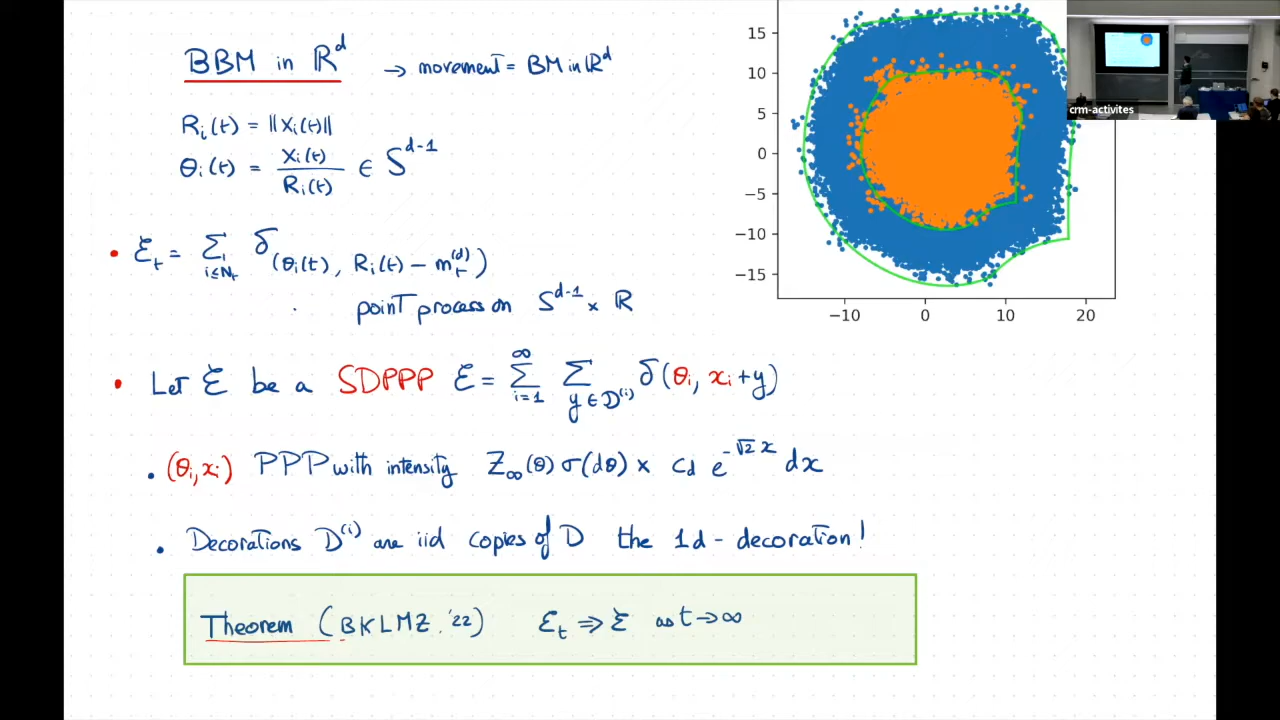 BBM in ℝ^d → movement = BM in ℝ^d
R_i(t) = ‖X_i(t)‖
θ_i(t) = X_i(t) / R_i(t) ∈ S^{d-1}
• ℰ_t = Σ_{i≤N_t} δ_{(θ_i(t), R_i(t) − m_t^{(d)})}
point process on S^{d-1} × ℝ
• Let ℰ be a SDPPP ℰ = Σ_{i=1}^∞ Σ_{y∈D^{(i)}} δ(θ_i, x_i+y)
• (θ_i, x_i) PPP with intensity Z_∞(θ) σ(dθ) × C_d e^{-√2 x} dx
• Decorations D^{(i)} are iid copies of D the 1d-decoration!
Theorem (BKLMZ '22) ℰ_t ⇒ ℰ as t→∞
15
10
5
0
−5
−10
−15
−10 0 10 20
crm-activites